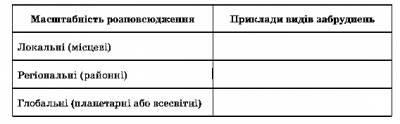 Масштабність розповсюдження Приклади видів забруднень
Локальні (місцеві)
Регіональні (районні)
Глобальні (планетарні або всесвітні)